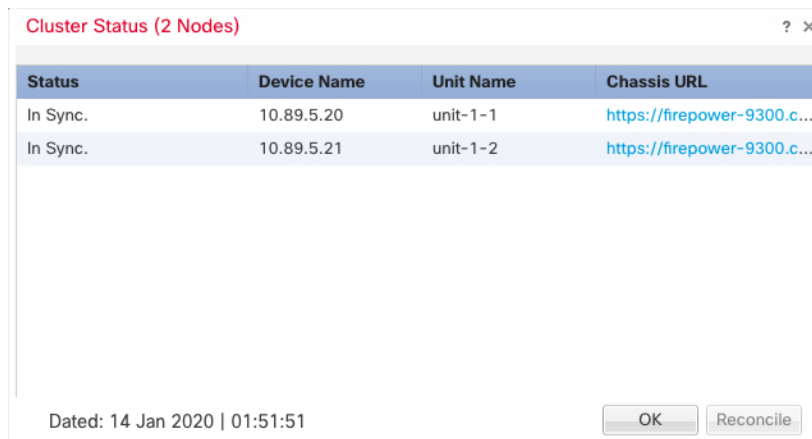 Cluster Status (2 Nodes) ? ×
Status Device Name Unit Name Chassis URL
In Sync. 10.89.5.20 unit-1-1 https://firepower-9300.c...
In Sync. 10.89.5.21 unit-1-2 https://firepower-9300.c...
Dated: 14 Jan 2020 | 01:51:51 OK Reconcile